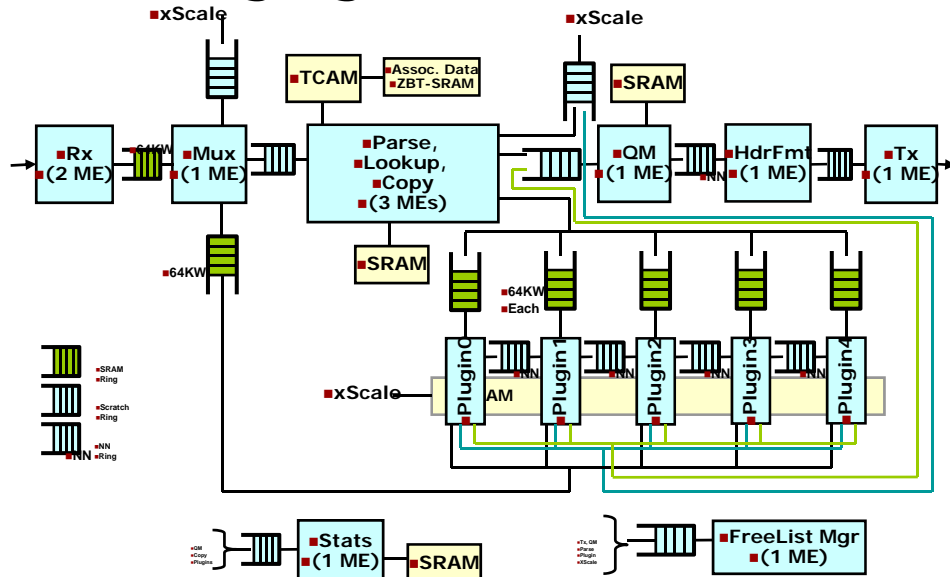 xScale
xScale
TCAM
Assoc. Data
ZBT-SRAM
SRAM
Rx
(2 ME)
64KW
Mux
(1 ME)
Parse,
Lookup,
Copy
(3 MEs)
QM
(1 ME)
NN
HdrFmt
(1 ME)
Tx
(1 ME)
SRAM
64KW
64KW
Each
Plugin0
Plugin1
Plugin2
Plugin3
Plugin4
NN
NN
NN
NN
xScale
AM
SRAM
Ring
Scratch
Ring
NN
NN
Ring
QM
Copy
Plugins
Stats
(1 ME)
SRAM
Tx, QM
Parse
Plugin
XScale
FreeList Mgr
(1 ME)